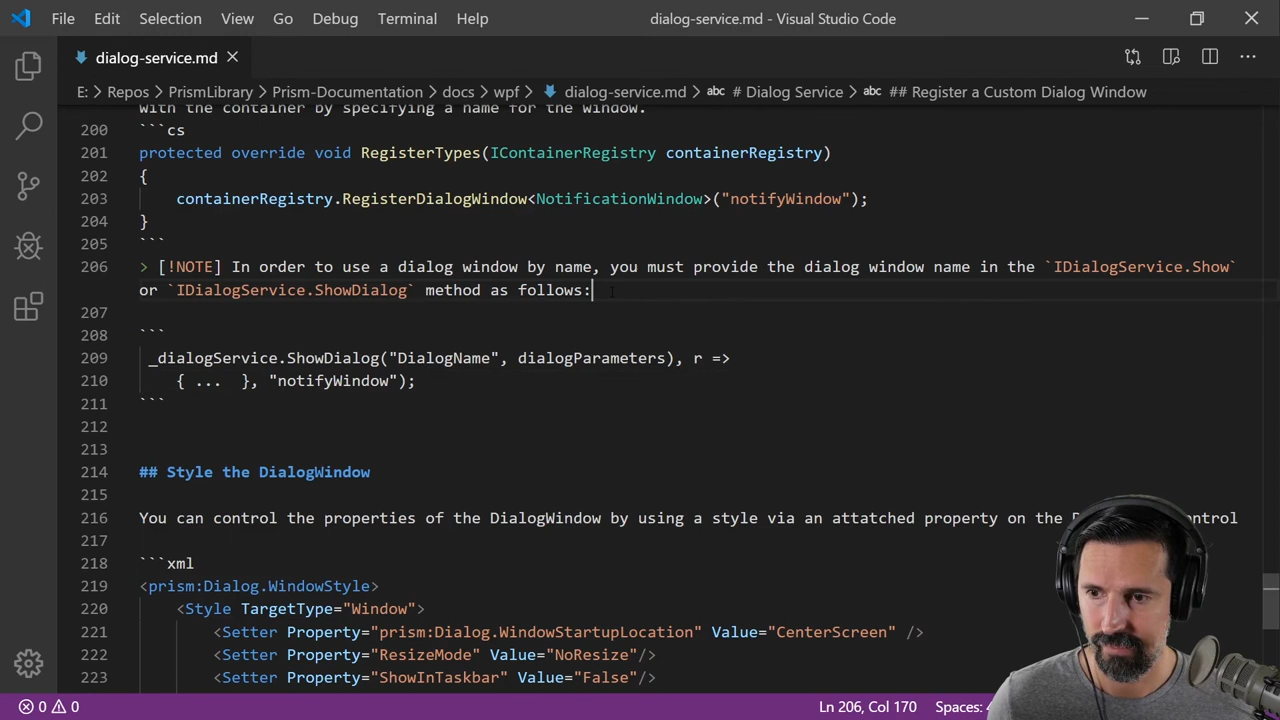 File Edit Selection View Go Debug Terminal Help dialog-service.md - Visual Studio Code
dialog-service.md
E: > Repos > PrismLibrary > Prism-Documentation > docs > wpf > dialog-service.md > abc # Dialog Service > abc ## Register a Custom Dialog Window
with the container by specifying a name for the window.
200 ```cs
201 protected override void RegisterTypes(IContainerRegistry containerRegistry)
202 {
203 containerRegistry.RegisterDialogWindow<NotificationWindow>("notifyWindow");
204 }
205 ```
206 > [!NOTE] In order to use a dialog window by name, you must provide the dialog window name in the `IDialogService.Show`
or `IDialogService.ShowDialog` method as follows:
207
208 ```
209 _dialogService.ShowDialog("DialogName", dialogParameters), r =>
210 { ... }, "notifyWindow");
211 ```
212
213
214 ## Style the DialogWindow
215
216 You can control the properties of the DialogWindow by using a style via an attatched property on the control
217
218 ```xml
219 <prism:Dialog.WindowStyle>
220 <Style TargetType="Window">
221 <Setter Property="prism:Dialog.WindowStartupLocation" Value="CenterScreen" />
222 <Setter Property="ResizeMode" Value="NoResize"/>
223 <Setter Property="ShowInTaskbar" Value="False"/>
0 0 Ln 206, Col 170 Spaces: